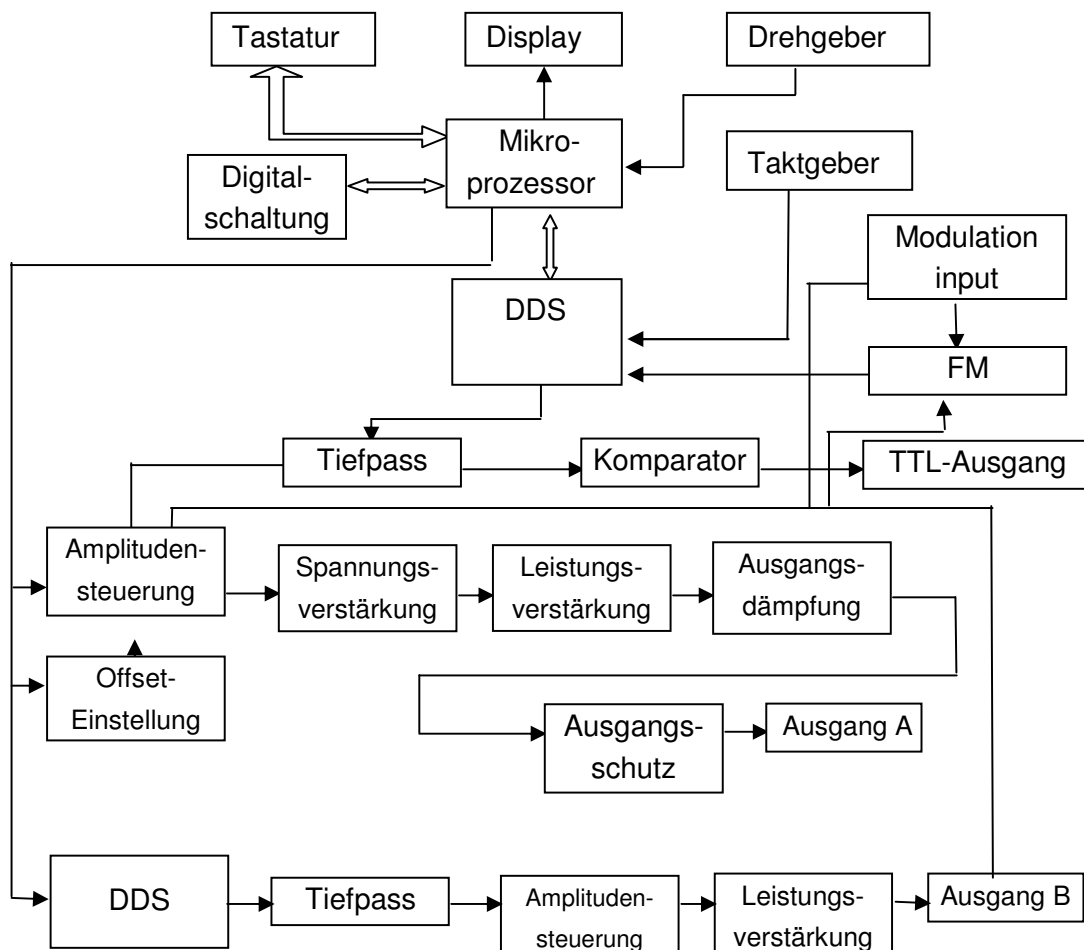 Tastatur
Display
Drehgeber
Mikro-
prozessor
Taktgeber
Digital-
schaltung
Modulation
input
DDS
FM
Tiefpass
Komparator
TTL-Ausgang
Amplituden-
steuerung
Spannungs-
verstärkung
Leistungs-
verstärkung
Ausgangs-
dämpfung
Offset-
Einstellung
Ausgangs-
schutz
Ausgang A
DDS
Tiefpass
Amplituden-
steuerung
Leistungs-
verstärkung
Ausgang B